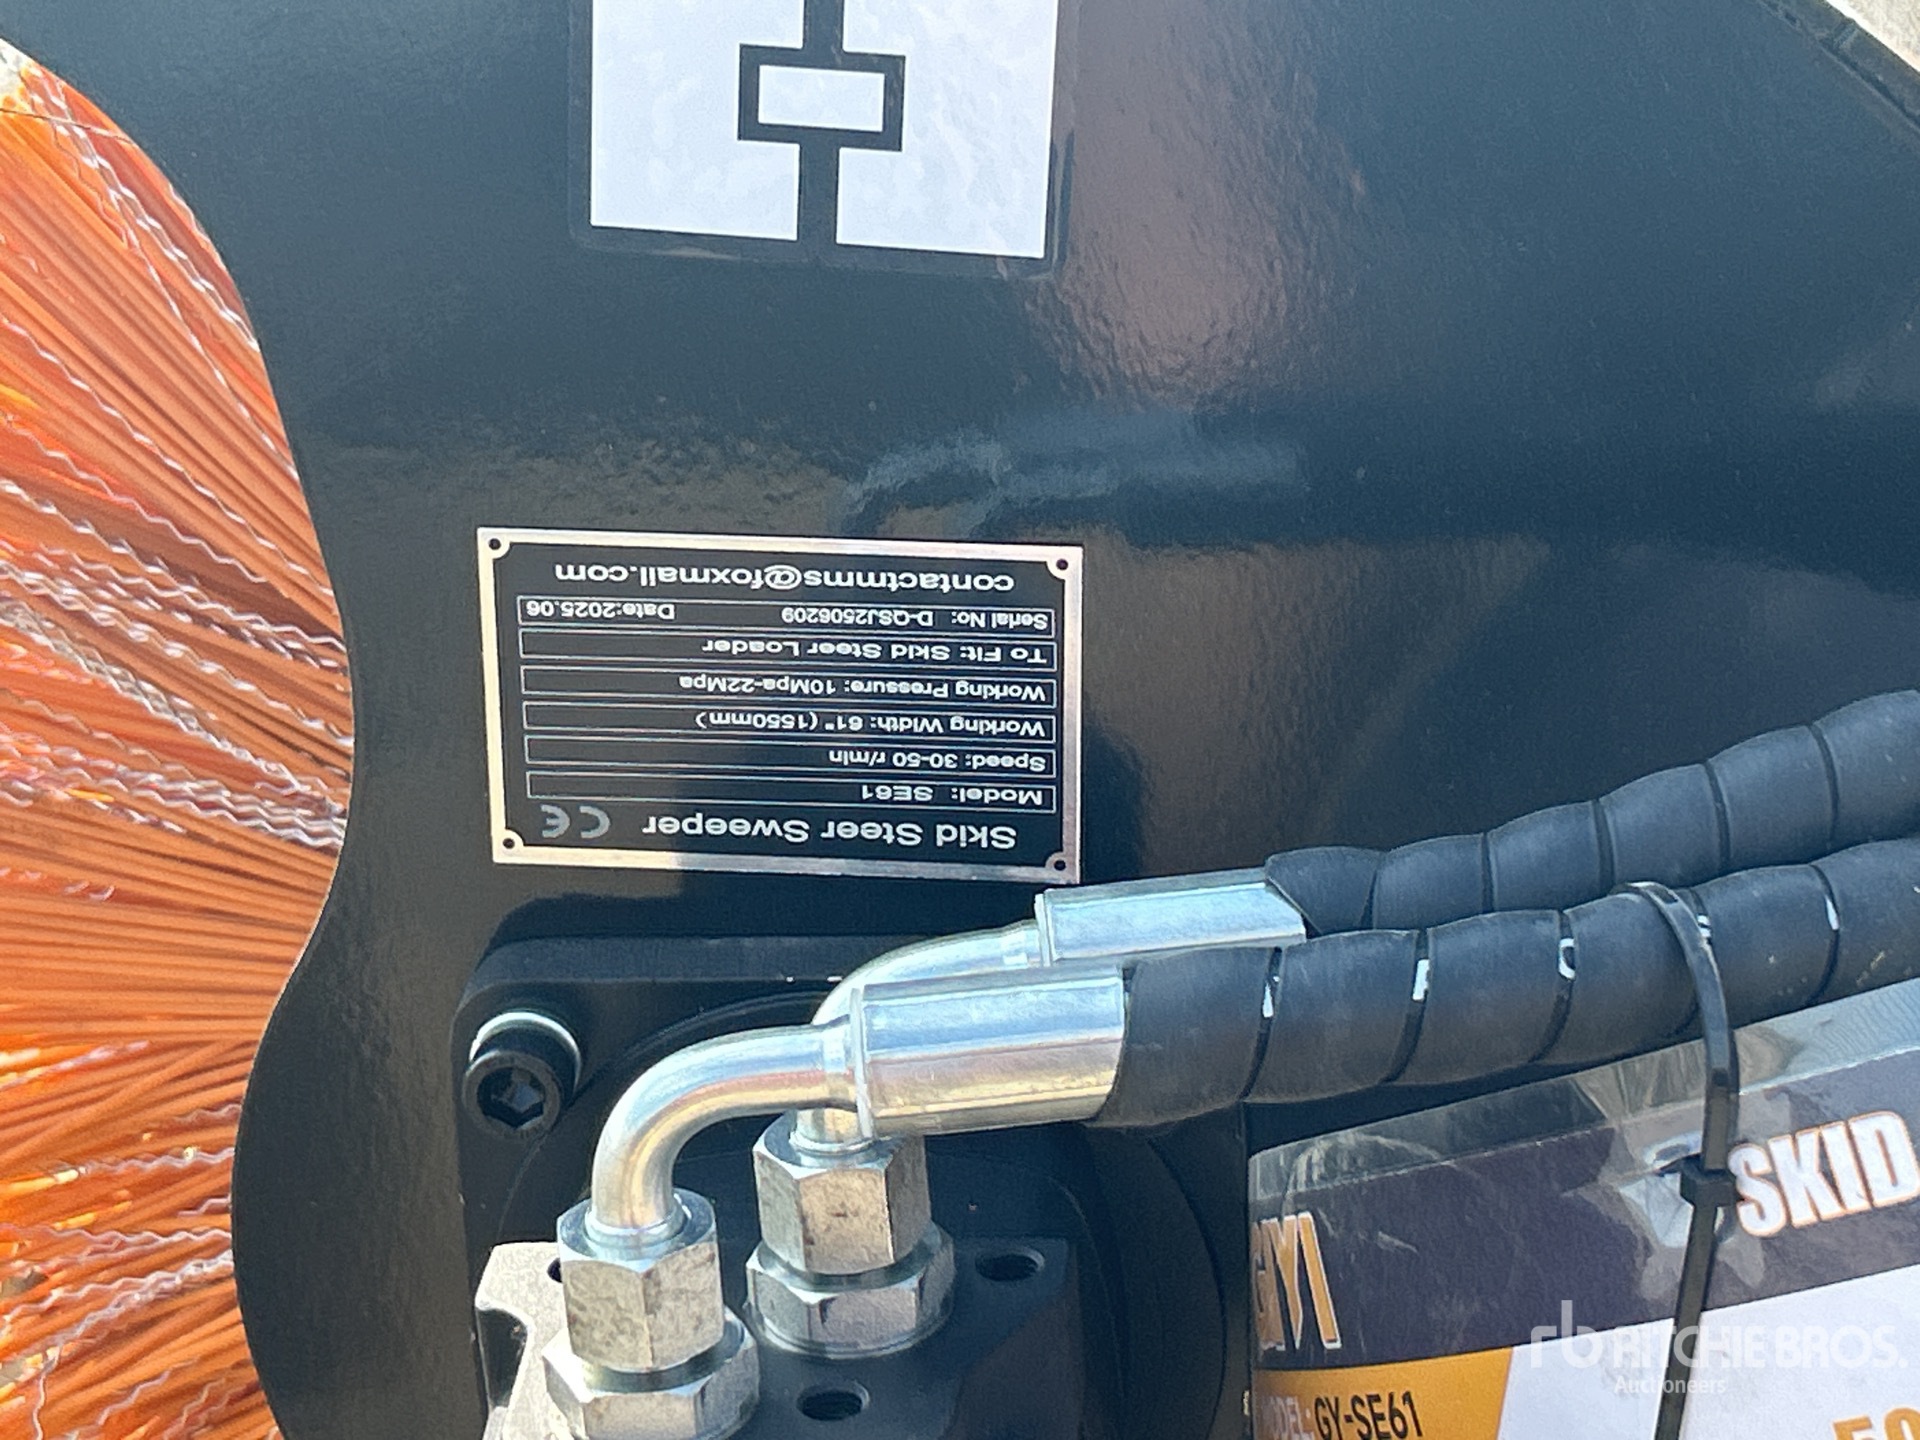 Skid Steer Sweeper CE
Model: SE61
Speed: 30-50 r/min
Working Width: 61" (1550mm)
Working Pressure: 10Mpa-22Mpa
To Fit: Skid Steer Loader
Serial No: D-QSJ2506209 Date:2025.06
contactmms@foxmail.com
SKID
MODEL: GY-SE61
rb RITCHIE BROS.
Auctioneers